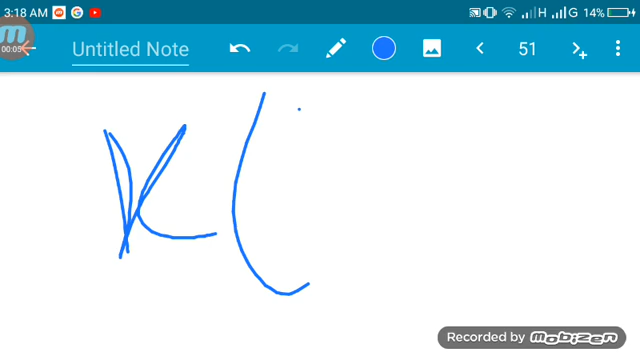 3:18 AM H G 14%
00:05 Untitled Note 51
K(
Recorded by mobizen